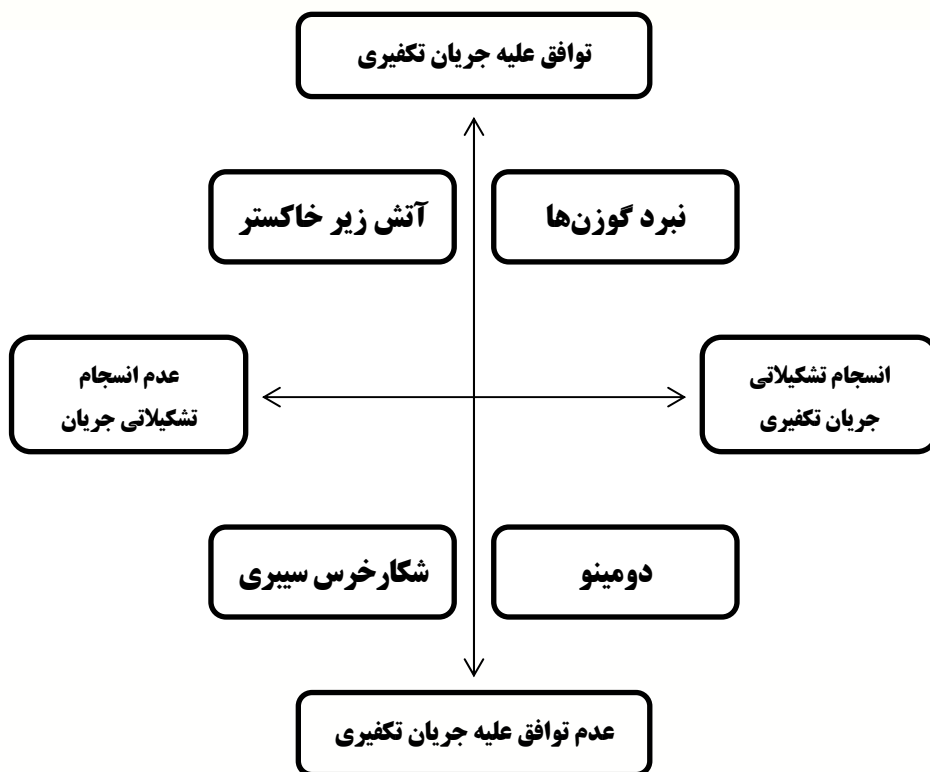 توافق علیه جریان تکفیری
نبرد گوزن‌ها
آتش زیر خاکستر
انسجام تشکیلاتی
جریان تکفیری
عدم انسجام
تشکیلاتی جریان
دومینو
شکارخرس سیبری
عدم توافق علیه جریان تکفیری